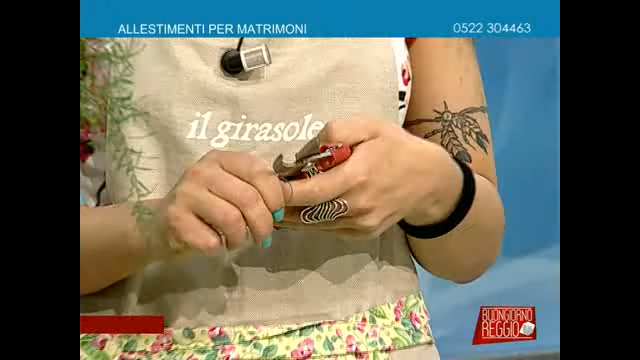 ALLESTIMENTI PER MATRIMONI
0522 304463
il girasole
BUONGIORNO
REGGIO